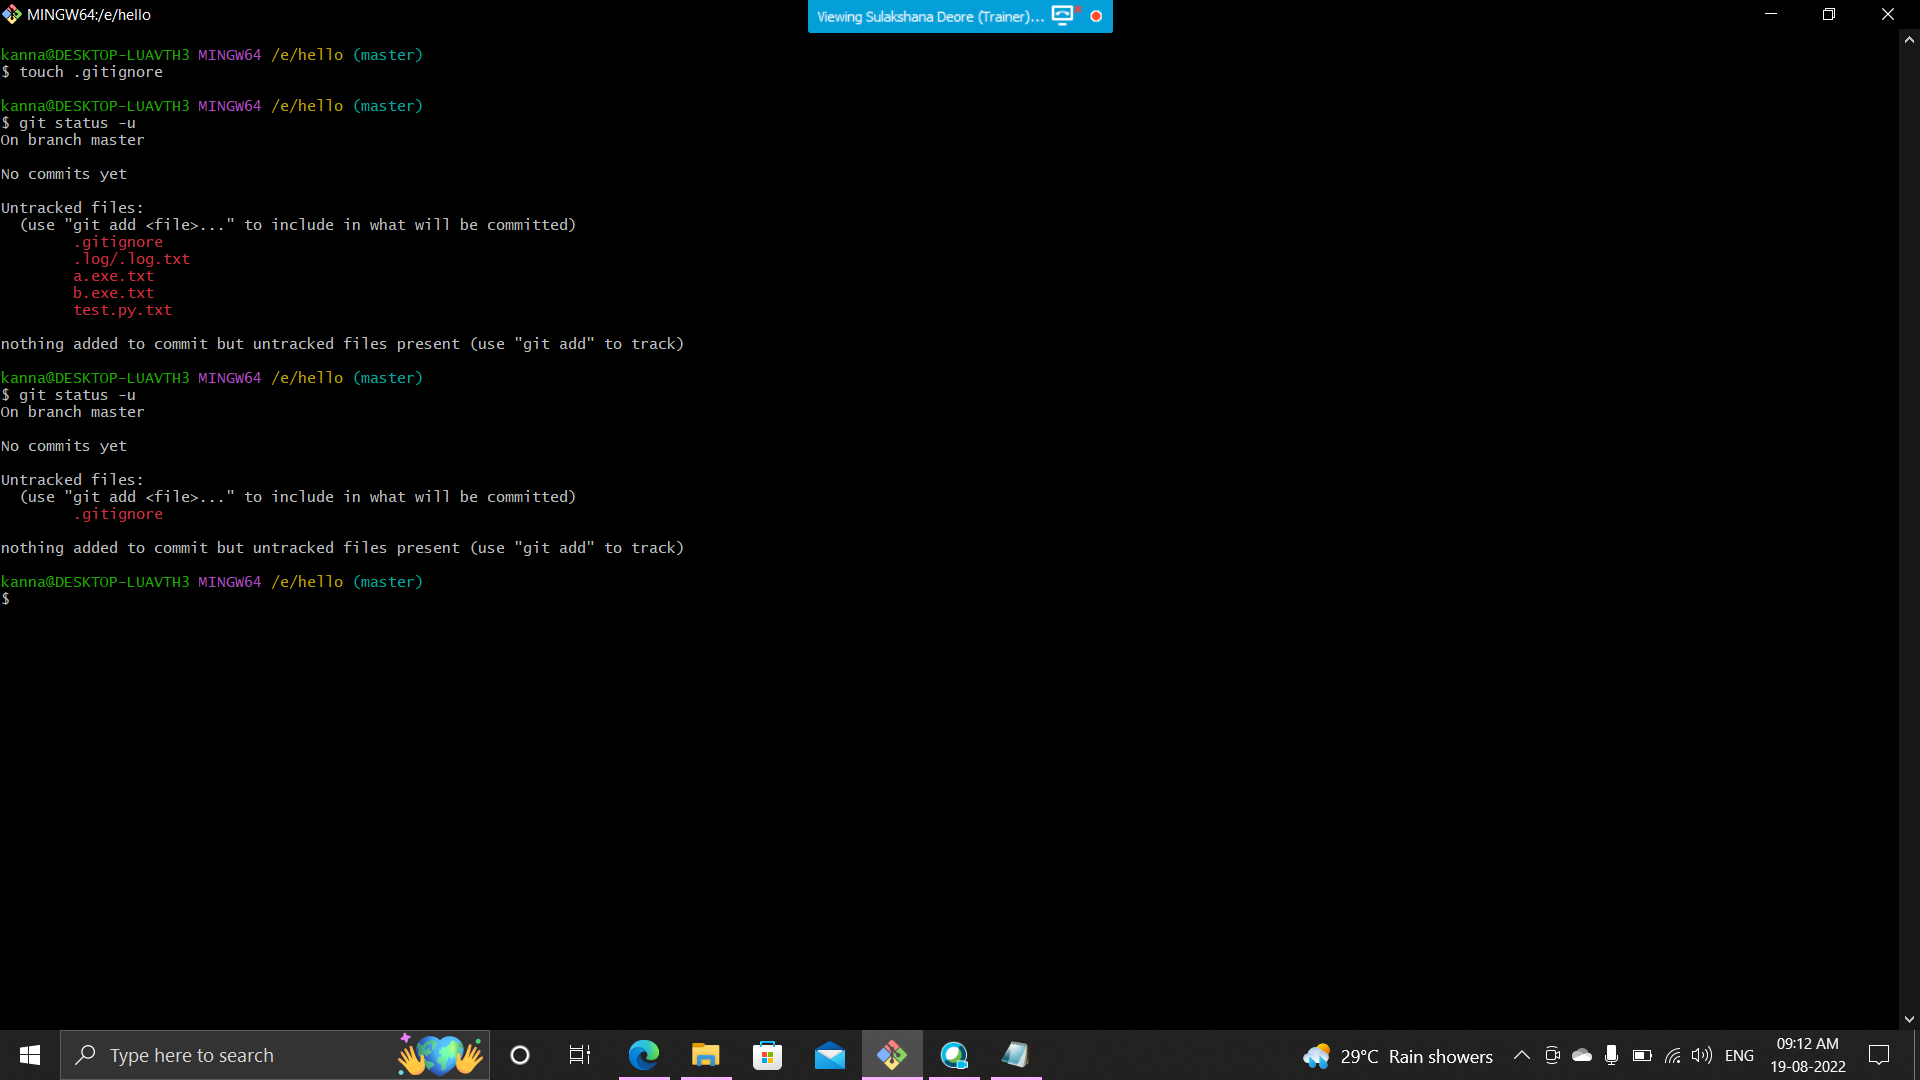 MINGW64:/e/hello
Viewing Sulakshana Deore (Trainer)...
kanna@DESKTOP-LUAVTH3 MINGW64 /e/hello (master)
$ touch .gitignore
kanna@DESKTOP-LUAVTH3 MINGW64 /e/hello (master)
$ git status -u
On branch master
No commits yet
Untracked files:
(use "git add <file>..." to include in what will be committed)
.gitignore
.log/.log.txt
a.exe.txt
b.exe.txt
test.py.txt
nothing added to commit but untracked files present (use "git add" to track)
kanna@DESKTOP-LUAVTH3 MINGW64 /e/hello (master)
$ git status -u
On branch master
No commits yet
Untracked files:
(use "git add <file>..." to include in what will be committed)
.gitignore
nothing added to commit but untracked files present (use "git add" to track)
kanna@DESKTOP-LUAVTH3 MINGW64 /e/hello (master)
$
Type here to search
29°C Rain showers
ENG
09:12 AM
19-08-2022